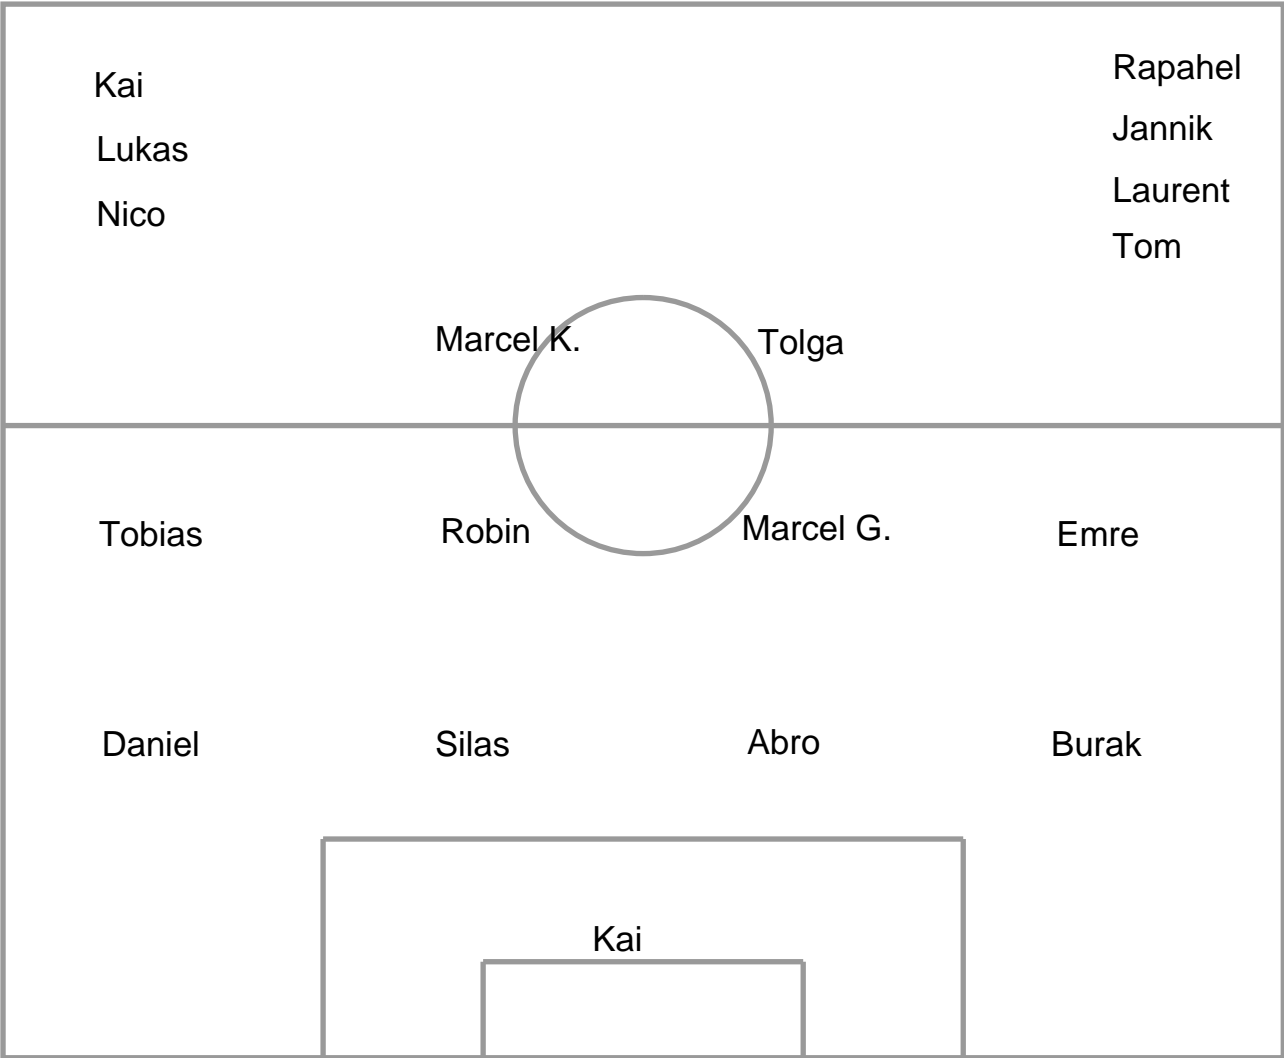 Kai
Lukas
Nico
Rapahel
Jannik
Laurent
Tom
Marcel K.
Tolga
Tobias
Robin
Marcel G.
Emre
Daniel
Silas
Abro
Burak
Kai